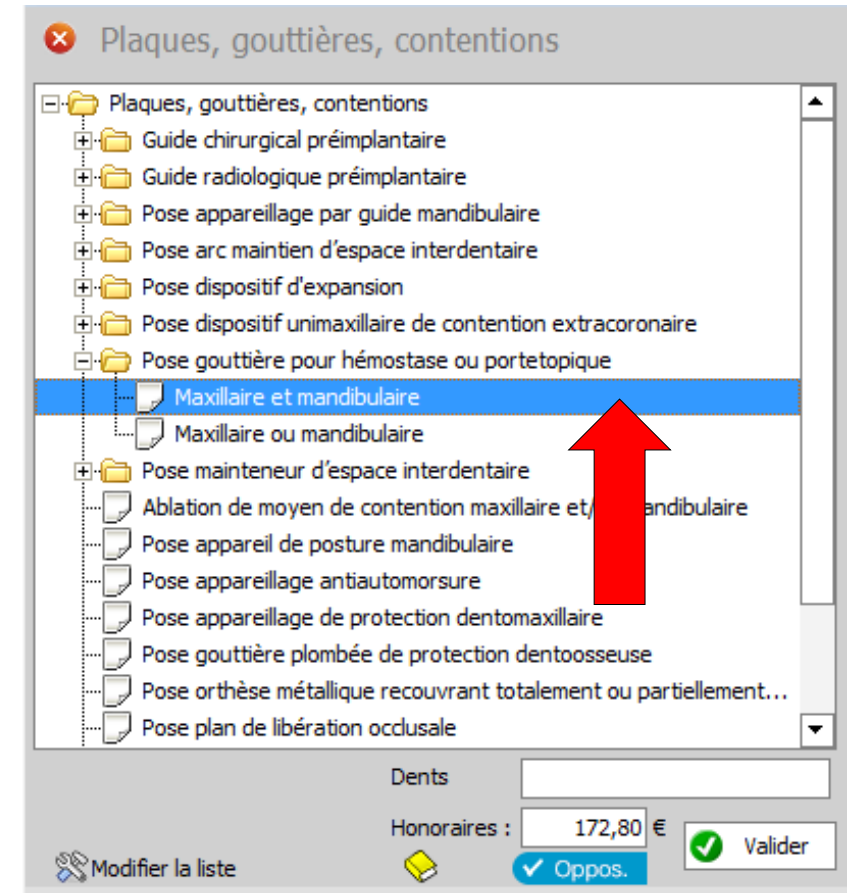 Plaques, gouttières, contentions
Plaques, gouttières, contentions
Guide chirurgical préimplantaire
Guide radiologique préimplantaire
Pose appareillage par guide mandibulaire
Pose arc maintien d’espace interdentaire
Pose dispositif d'expansion
Pose dispositif unimaxillaire de contention extracoronaire
Pose gouttière pour hémostase ou portetopique
Maxillaire et mandibulaire
Maxillaire ou mandibulaire
Pose mainteneur d’espace interdentaire
Ablation de moyen de contention maxillaire et/ andibulaire
Pose appareil de posture mandibulaire
Pose appareillage antiautomorsure
Pose appareillage de protection dentomaxillaire
Pose gouttière plombée de protection dentoosseuse
Pose orthèse métallique recouvrant totalement ou partiellement...
Pose plan de libération occlusale
Dents
Honoraires : 172,80 €
Valider
Modifier la liste
Oppos.